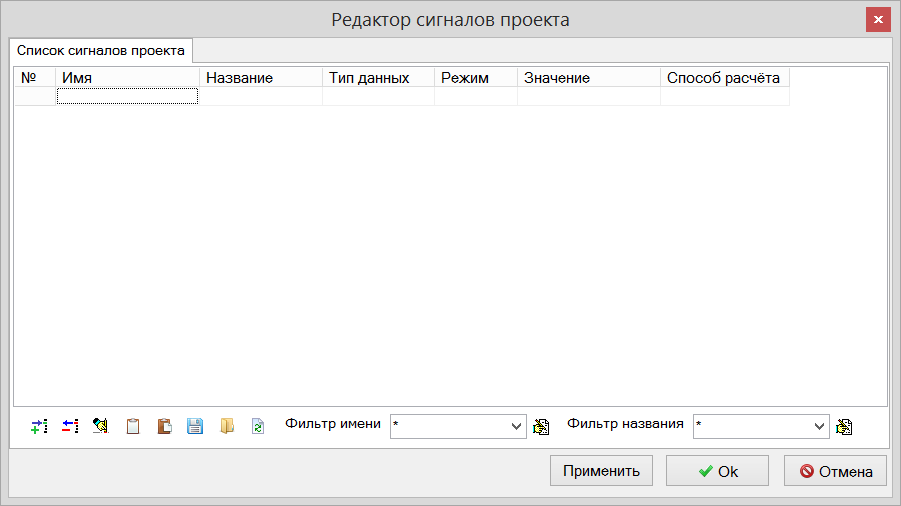 Редактор сигналов проекта
Список сигналов проекта
№ Имя Название Тип данных Режим Значение Способ расчёта
Фильтр имени * Фильтр названия *
Применить Ok Отмена